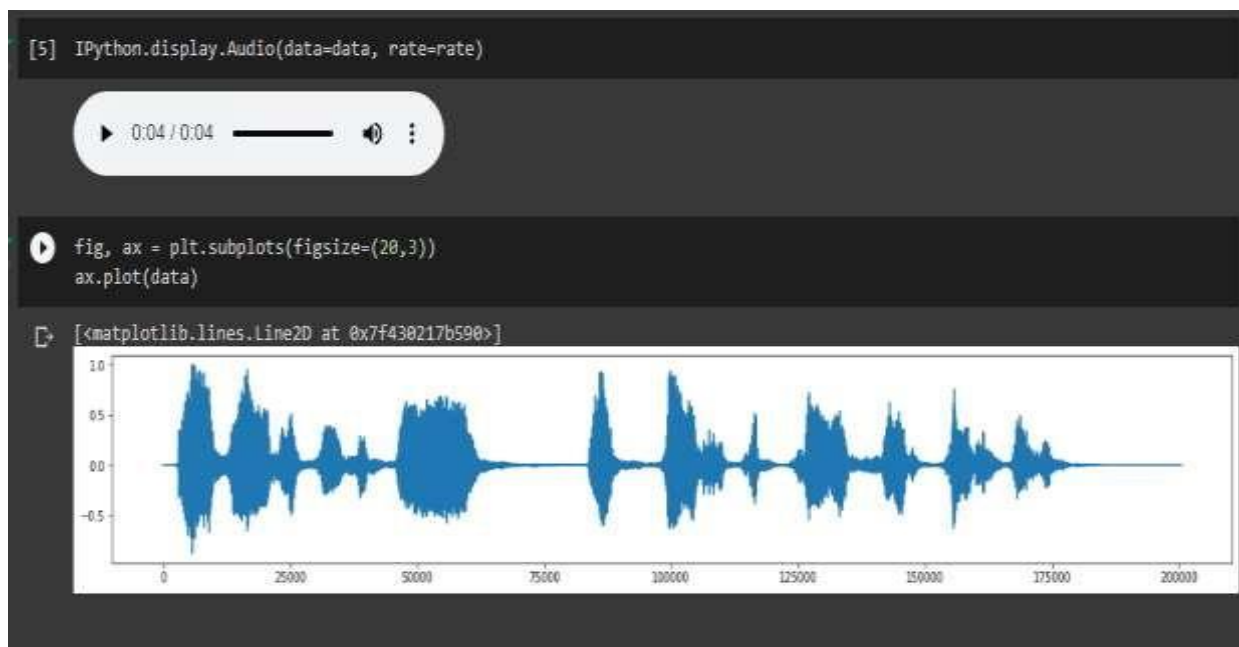 [5] IPython.display.Audio(data=data, rate=rate)
0:04 / 0:04
fig, ax = plt.subplots(figsize=(20,3))
ax.plot(data)
[<matplotlib.lines.Line2D at 0x7f430217b590>]
1.0
0.5
0.0
-0.5
0 25000 50000 75000 100000 125000 150000 175000 200000